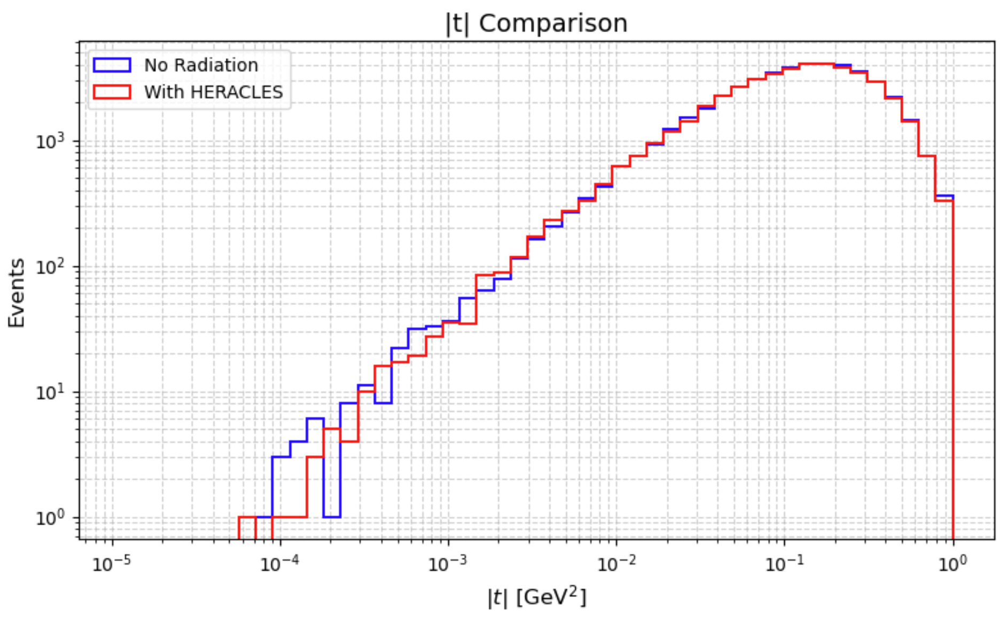 |t| Comparison
No Radiation
With HERACLES
Events
10³
10²
10¹
10⁰
10⁻⁵ 10⁻⁴ 10⁻³ 10⁻² 10⁻¹ 10⁰
|t| [GeV²]